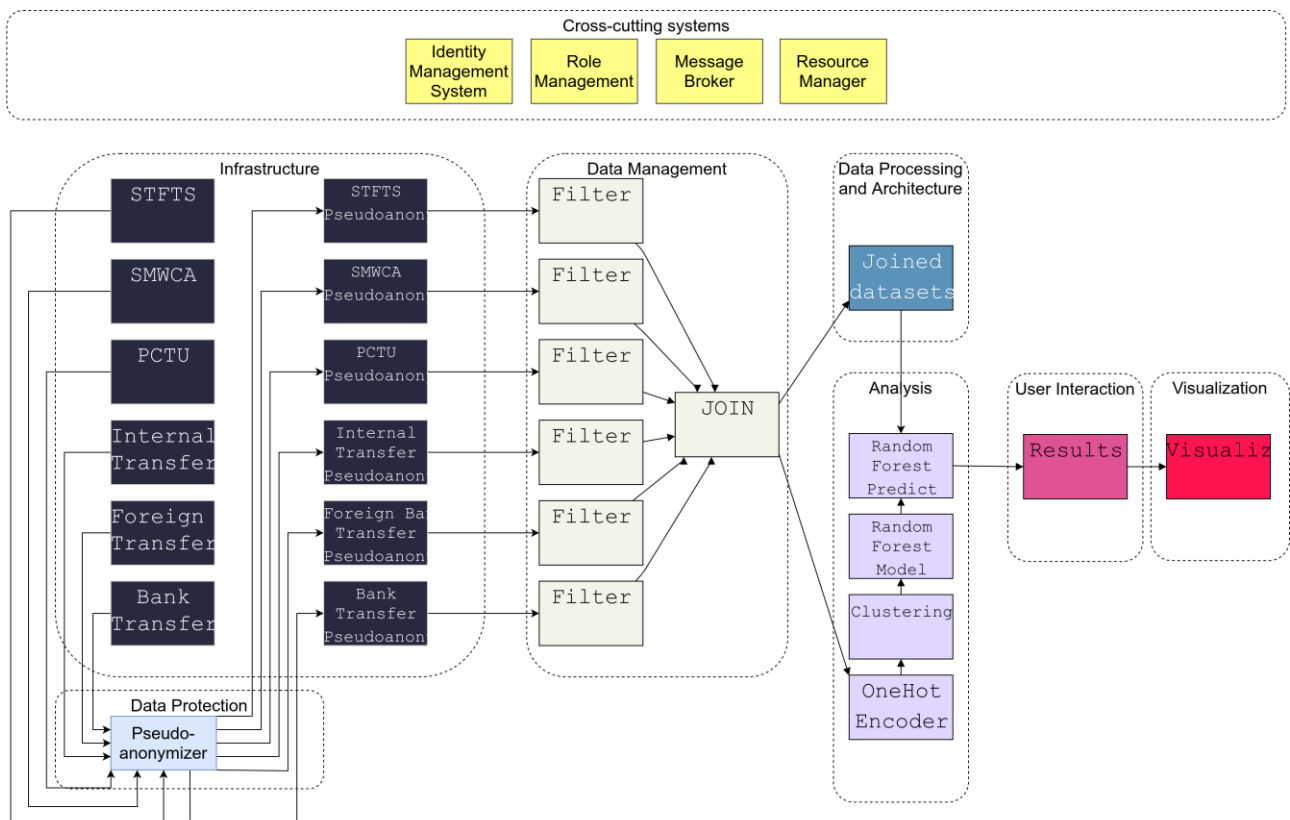 Cross-cutting systems
Identity
Management
System
Role
Management
Message
Broker
Resource
Manager
Infrastructure
STFTS
SMWCA
PCTU
Internal
Transfer
Foreign
Transfer
Bank
Transfer
STFTS
Pseudoanon
SMWCA
Pseudoanon
PCTU
Pseudoanon
Internal
Transfer
Pseudoanon
Foreign Ban
Transfer
Pseudoanon
Bank
Transfer
Pseudoanon
Data Protection
Pseudo-
anonymizer
Data Management
Filter
Filter
Filter
Filter
Filter
Filter
JOIN
Data Processing
and Architecture
Joined
datasets
Analysis
Random
Forest
Predict
Random
Forest
Model
Clustering
OneHot
Encoder
User Interaction
Results
Visualization
Visualiz